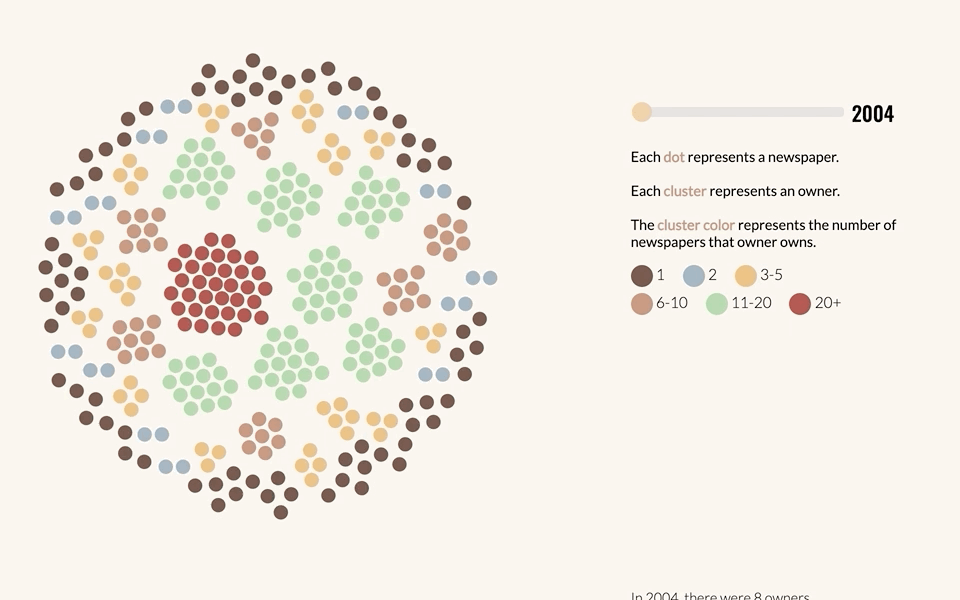 2004
Each dot represents a newspaper.
Each cluster represents an owner.
The cluster color represents the number of
newspapers that owner owns.
1 2 3-5
6-10 11-20 20+
In 2004, there were 8 owners